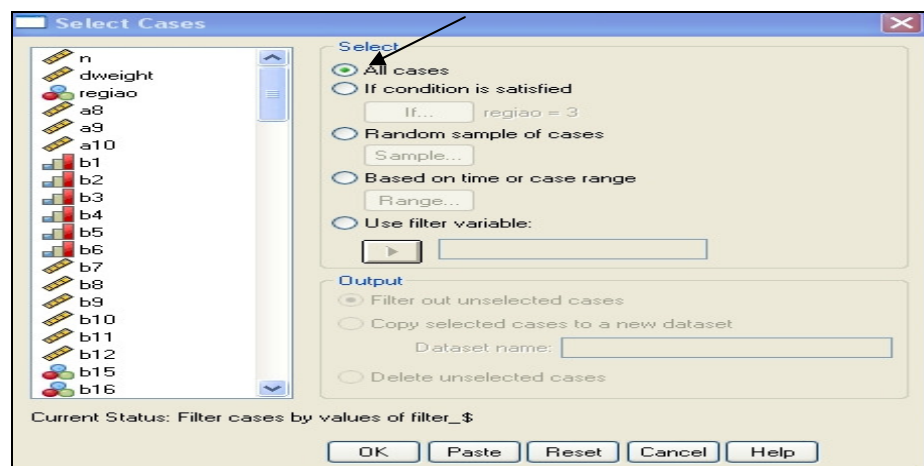 Select Cases
n
dweight
regiao
a8
a9
a10
b1
b2
b3
b4
b5
b6
b7
b8
b9
b10
b11
b12
b15
b16
Select
All cases
If condition is satisfied
If... regiao = 3
Random sample of cases
Sample...
Based on time or case range
Range...
Use filter variable:
Output
Filter out unselected cases
Copy selected cases to a new dataset
Dataset name:
Delete unselected cases
Current Status: Filter cases by values of filter_$
OK Paste Reset Cancel Help